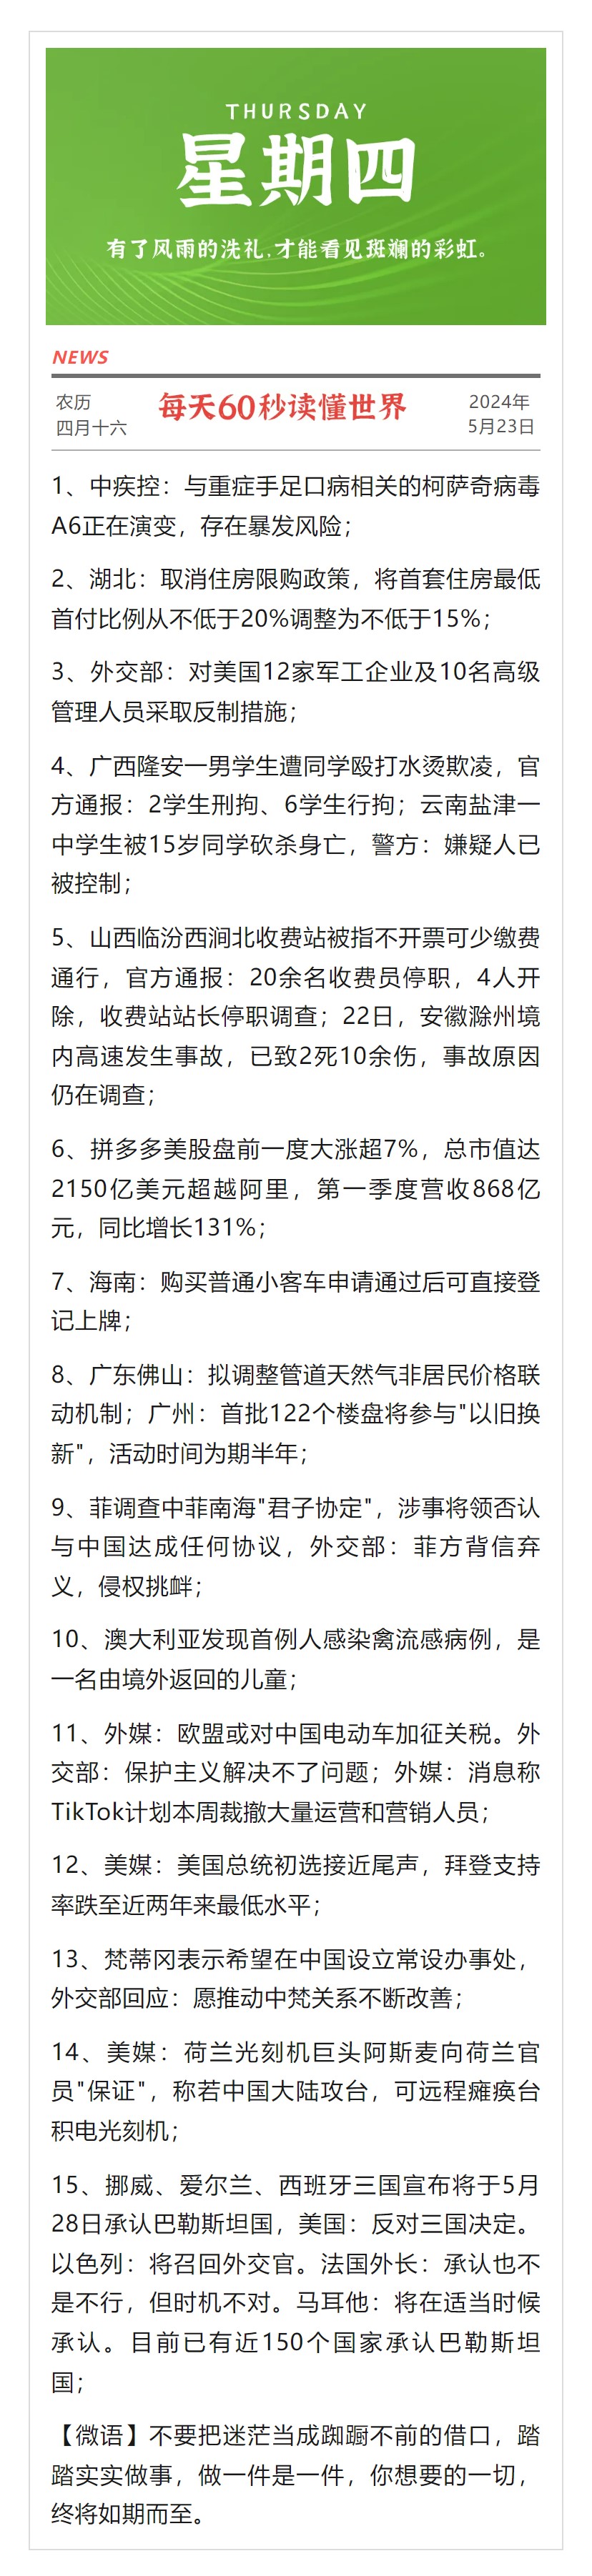 THURSDAY
星期四
有了风雨的洗礼,才能看见斑斓的彩虹。
NEWS
农历
四月十六
每天60秒读懂世界
2024年
5月23日
1、中疾控：与重症手足口病相关的柯萨奇病毒
A6正在演变，存在暴发风险；
2、湖北：取消住房限购政策，将首套住房最低
首付比例从不低于20%调整为不低于15%；
3、外交部：对美国12家军工企业及10名高级
管理人员采取反制措施；
4、广西隆安一男学生遭同学殴打水烫欺凌，官
方通报：2学生刑拘、6学生行拘；云南盐津一
中学生被15岁同学砍杀身亡，警方：嫌疑人已
被控制；
5、山西临汾西涧北收费站被指不开票可少缴费
通行，官方通报：20余名收费员停职，4人开
除，收费站站长停职调查；22日，安徽滁州境
内高速发生事故，已致2死10余伤，事故原因
仍在调查；
6、拼多多美股盘前一度大涨超7%，总市值达
2150亿美元超越阿里，第一季度营收868亿
元，同比增长131%；
7、海南：购买普通小客车申请通过后可直接登
记上牌；
8、广东佛山：拟调整管道天然气非居民价格联
动机制；广州：首批122个楼盘将参与"以旧换
新"，活动时间为期半年；
9、菲调查中菲南海"君子协定"，涉事将领否认
与中国达成任何协议，外交部：菲方背信弃
义，侵权挑衅；
10、澳大利亚发现首例人感染禽流感病例，是
一名由境外返回的儿童；
11、外媒：欧盟或对中国电动车加征关税。外
交部：保护主义解决不了问题；外媒：消息称
TikTok计划本周裁撤大量运营和营销人员；
12、美媒：美国总统初选接近尾声，拜登支持
率跌至近两年来最低水平；
13、梵蒂冈表示希望在中国设立常设办事处，
外交部回应：愿推动中梵关系不断改善；
14、美媒：荷兰光刻机巨头阿斯麦向荷兰官
员"保证"，称若中国大陆攻台，可远程瘫痪台
积电光刻机；
15、挪威、爱尔兰、西班牙三国宣布将于5月
28日承认巴勒斯坦国，美国：反对三国决定。
以色列：将召回外交官。法国外长：承认也不
是不行，但时机不对。马耳他：将在适当时候
承认。目前已有近150个国家承认巴勒斯坦
国；
【微语】不要把迷茫当成踟蹰不前的借口，踏
踏实实做事，做一件是一件，你想要的一切，
终将如期而至。